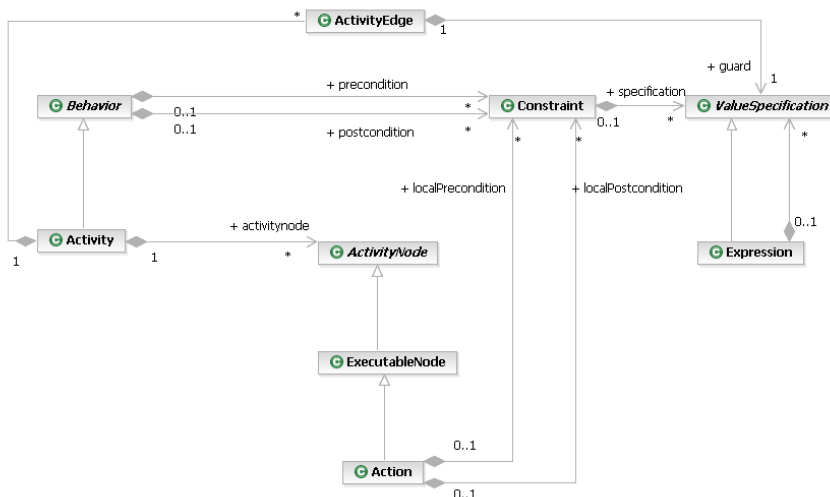 * C ActivityEdge 1
+ guard
+ precondition + specification 1
C Behavior 0..1 * C Constraint C ValueSpecification
0..1 + postcondition * 0..1 *
* * *
+ localPrecondition + localPostcondition
+ activitynode
C Activity 0..1
1 1 * C ActivityNode C Expression
C ExecutableNode
0..1
C Action
0..1